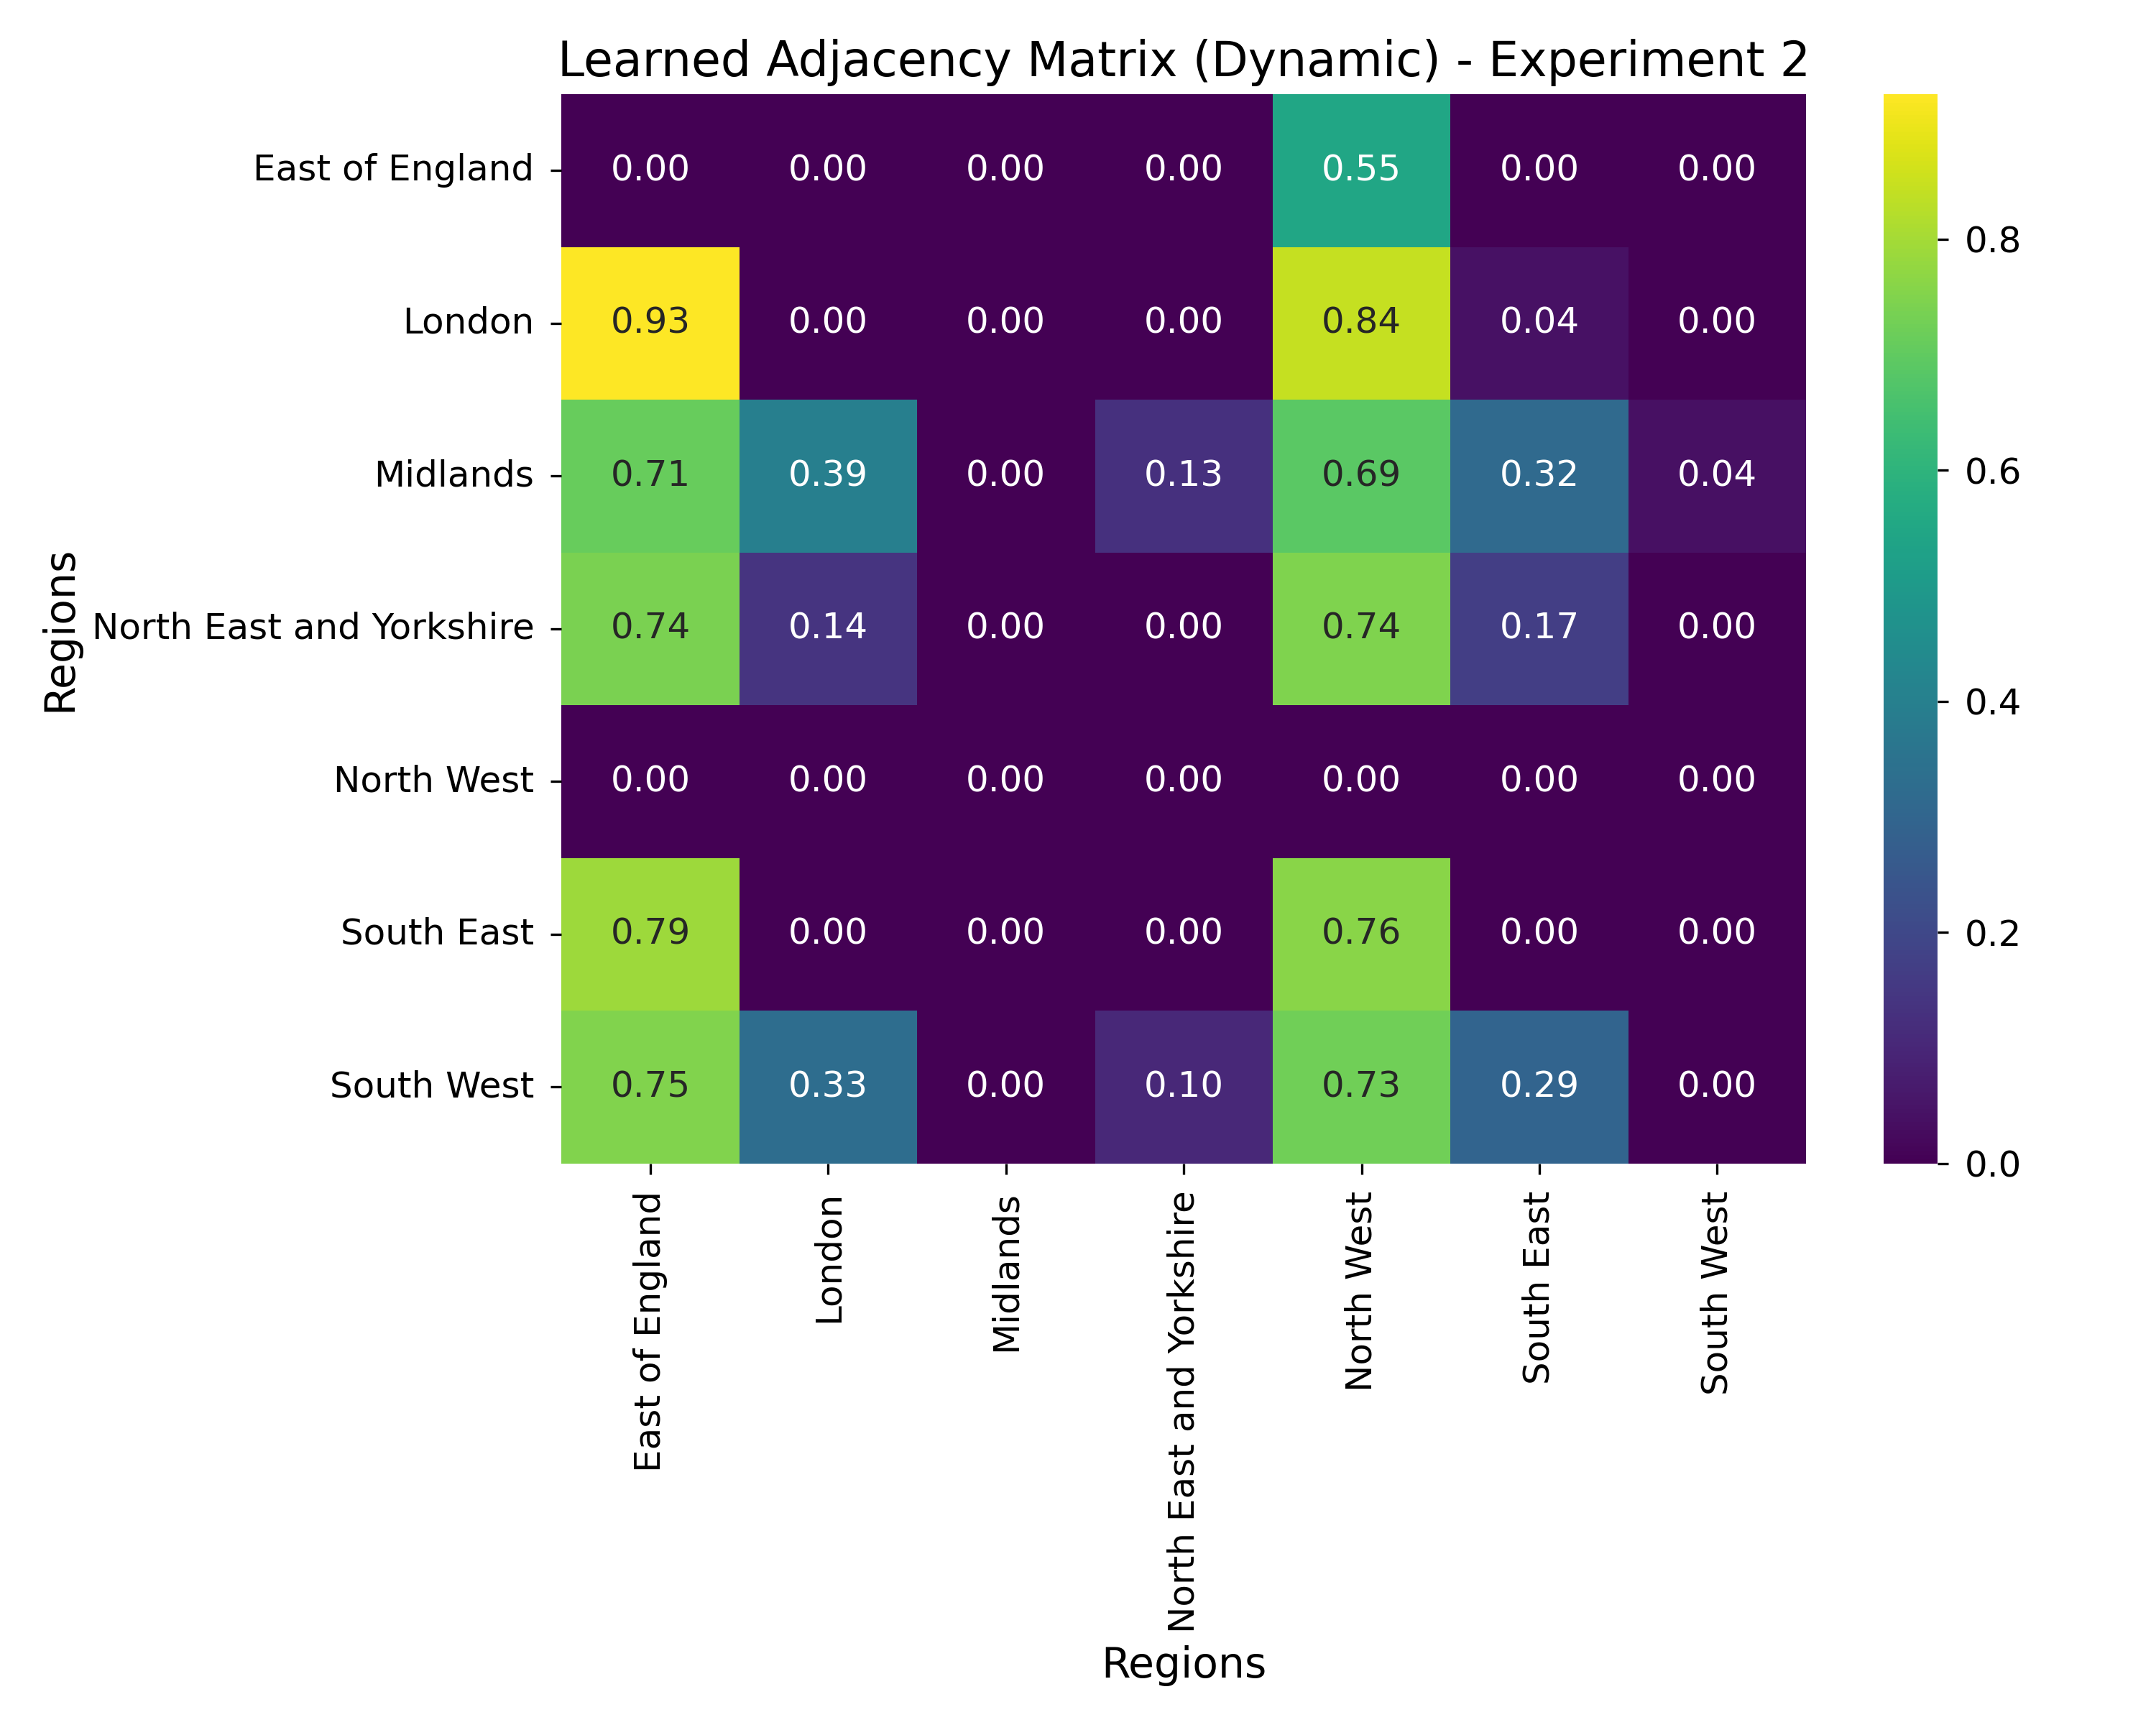 Learned Adjacency Matrix (Dynamic) - Experiment 2
East of England 0.00 0.00 0.00 0.00 0.55 0.00 0.00
London 0.93 0.00 0.00 0.00 0.84 0.04 0.00
Midlands 0.71 0.39 0.00 0.13 0.69 0.32 0.04
North East and Yorkshire 0.74 0.14 0.00 0.00 0.74 0.17 0.00
North West 0.00 0.00 0.00 0.00 0.00 0.00 0.00
South East 0.79 0.00 0.00 0.00 0.76 0.00 0.00
South West 0.75 0.33 0.00 0.10 0.73 0.29 0.00
Regions
East of England
London
Midlands
North East and Yorkshire
North West
South East
South West
Regions
0.8
0.6
0.4
0.2
0.0